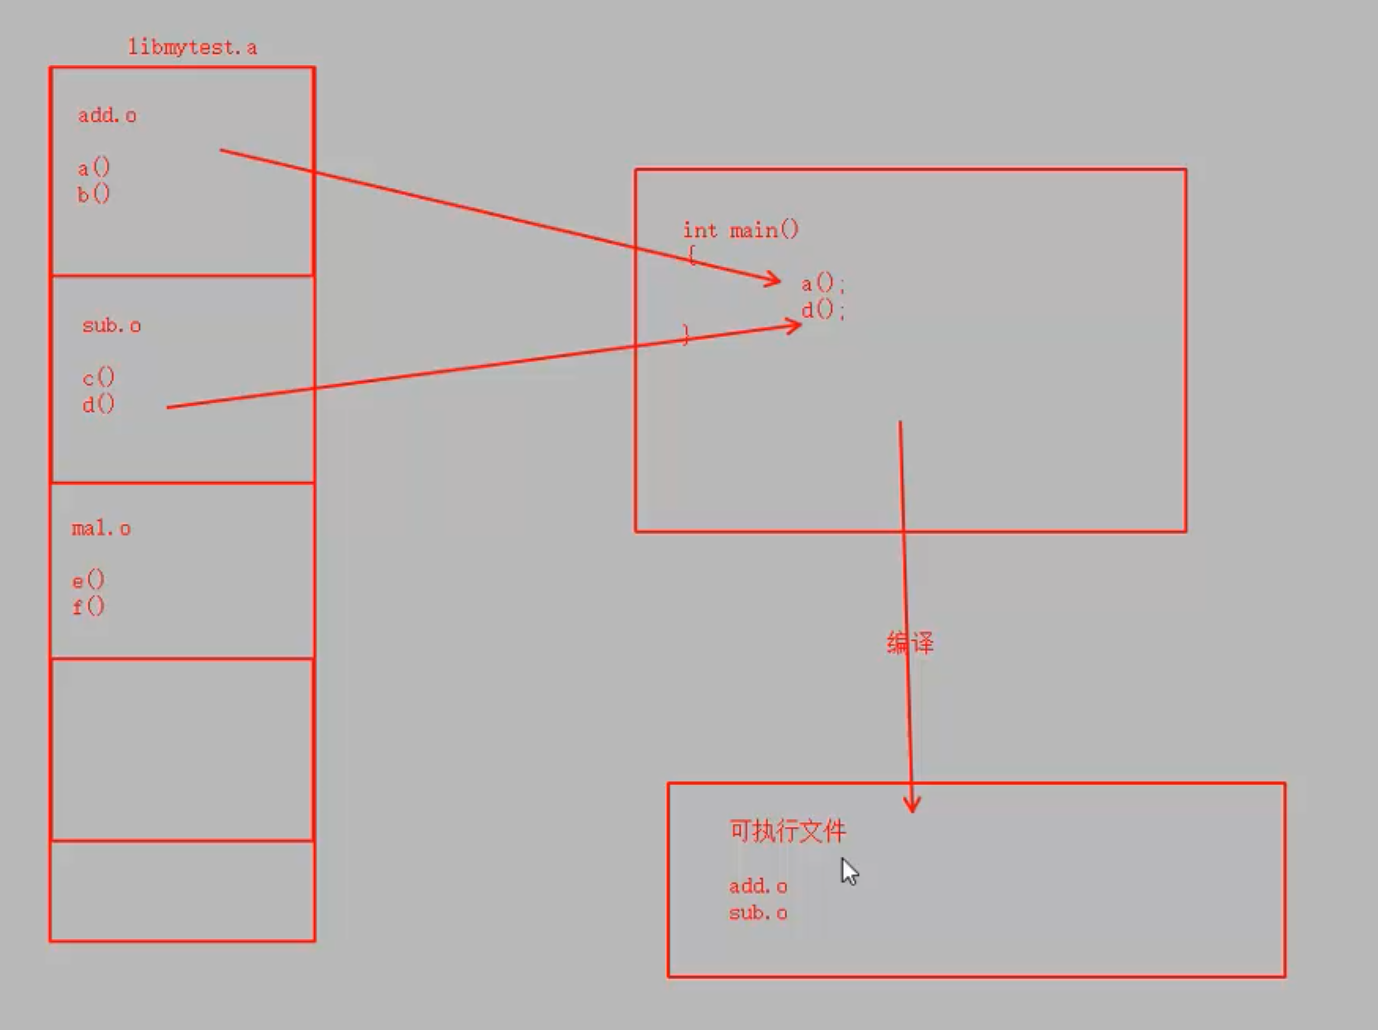 libmytest.a
add.o
a()
b()
sub.o
c()
d()
mal.o
e()
f()
int main()
{
a();
d();
}
编译
可执行文件
add.o
sub.o